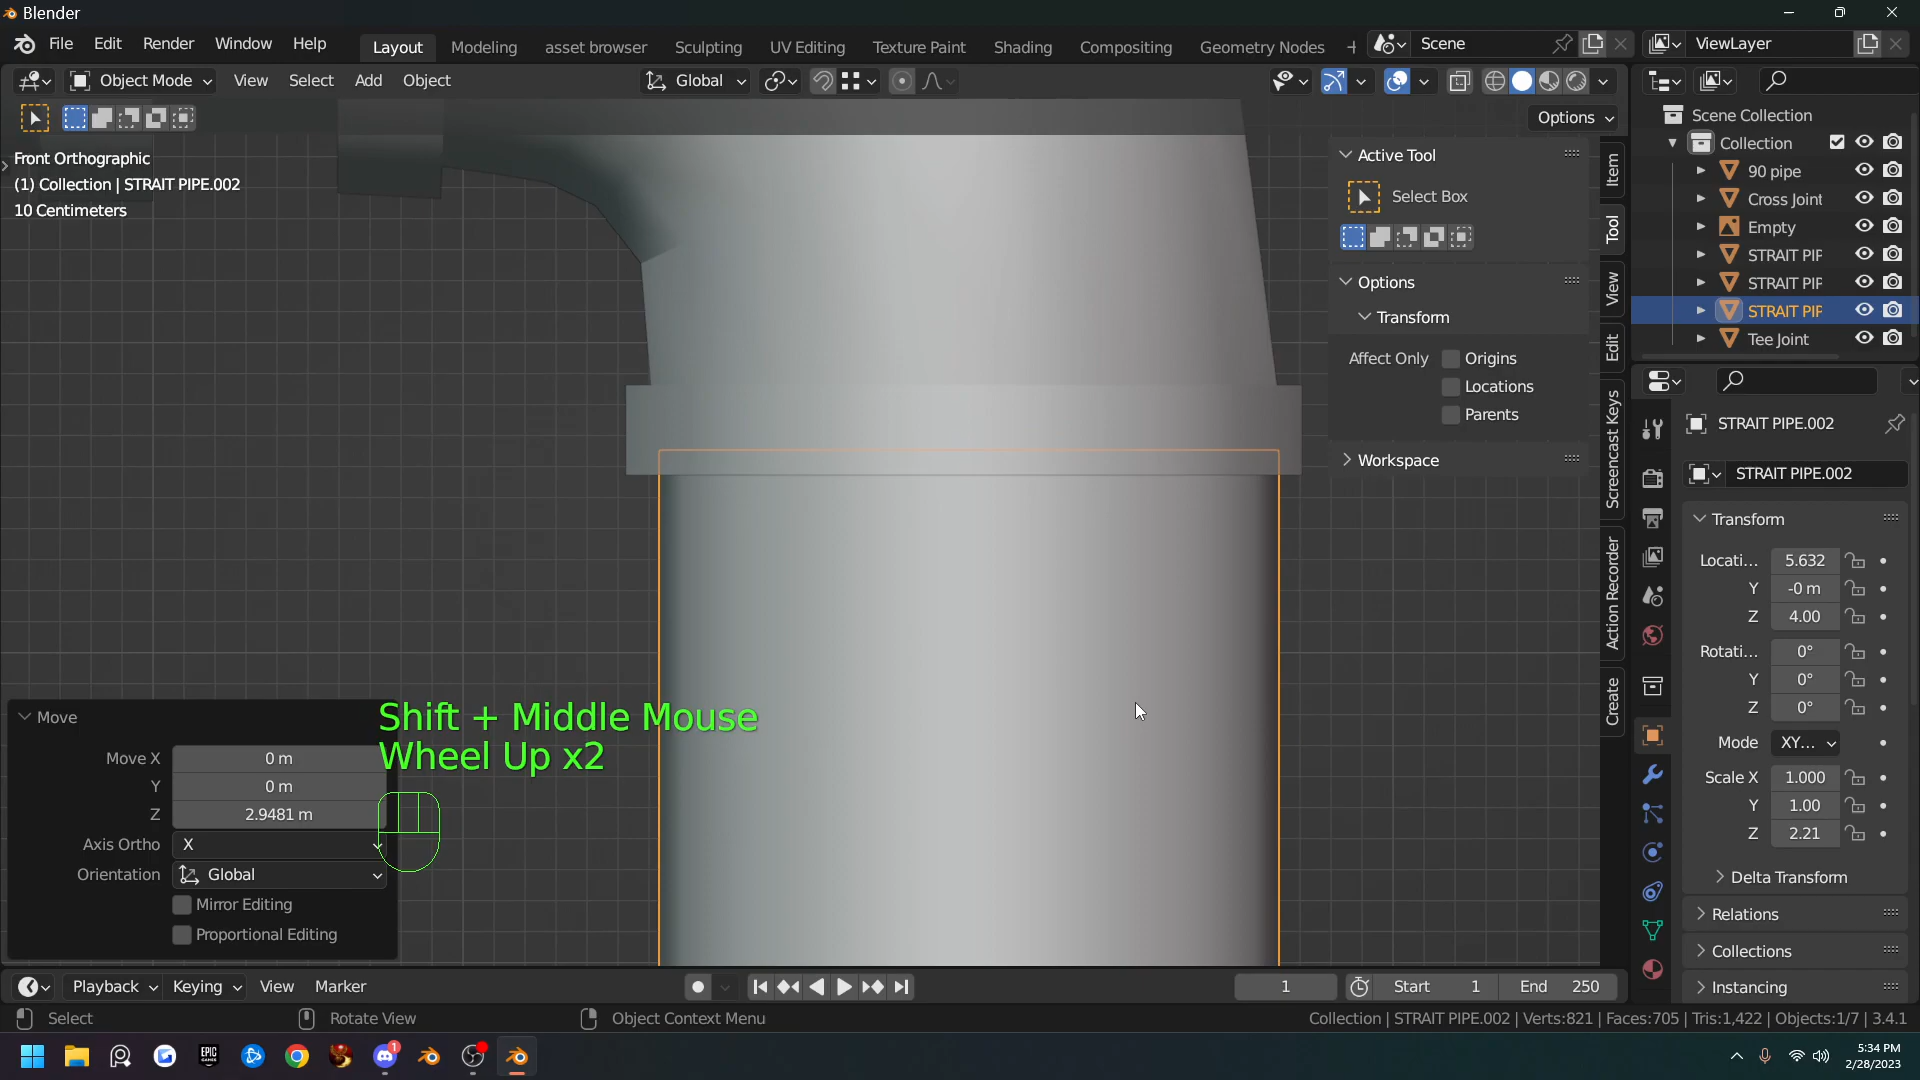 Blender
File Edit Render Window Help
Layout Modeling asset browser Sculpting UV Editing Texture Paint Shading Compositing Geometry Nodes
Scene
ViewLayer
Object Mode View Select Add Object
Global
Options
Front Orthographic
(1) Collection | STRAIT PIPE.002
10 Centimeters
Active Tool
Select Box
Options
Transform
Affect Only Origins
Locations
Parents
Workspace
Item
Tool
View
Edit
Screencast Keys
Action Recorder
Create
Scene Collection
Collection
90 pipe
Cross Joint
Empty
STRAIT PIP
STRAIT PIP
STRAIT PIP
Tee Joint
STRAIT PIPE.002
STRAIT PIPE.002
Transform
Locati... 5.632
Y -0 m
Z 4.00
Rotati... 0°
Y 0°
Z 0°
Mode XY...
Scale X 1.000
Y 1.00
Z 2.21
Delta Transform
Relations
Collections
Instancing
Move
Move X 0 m
Y 0 m
Z 2.9481 m
Axis Ortho X
Orientation Global
Mirror Editing
Proportional Editing
Shift + Middle Mouse
Wheel Up x2
Playback Keying View Marker
1 Start 1 End 250
Select Rotate View Object Context Menu
Collection | STRAIT PIPE.002 | Verts:821 | Faces:705 | Tris:1,422 | Objects:1/7 | 3.4.1
EPIC
GAMES
1
5:34 PM
2/28/2023